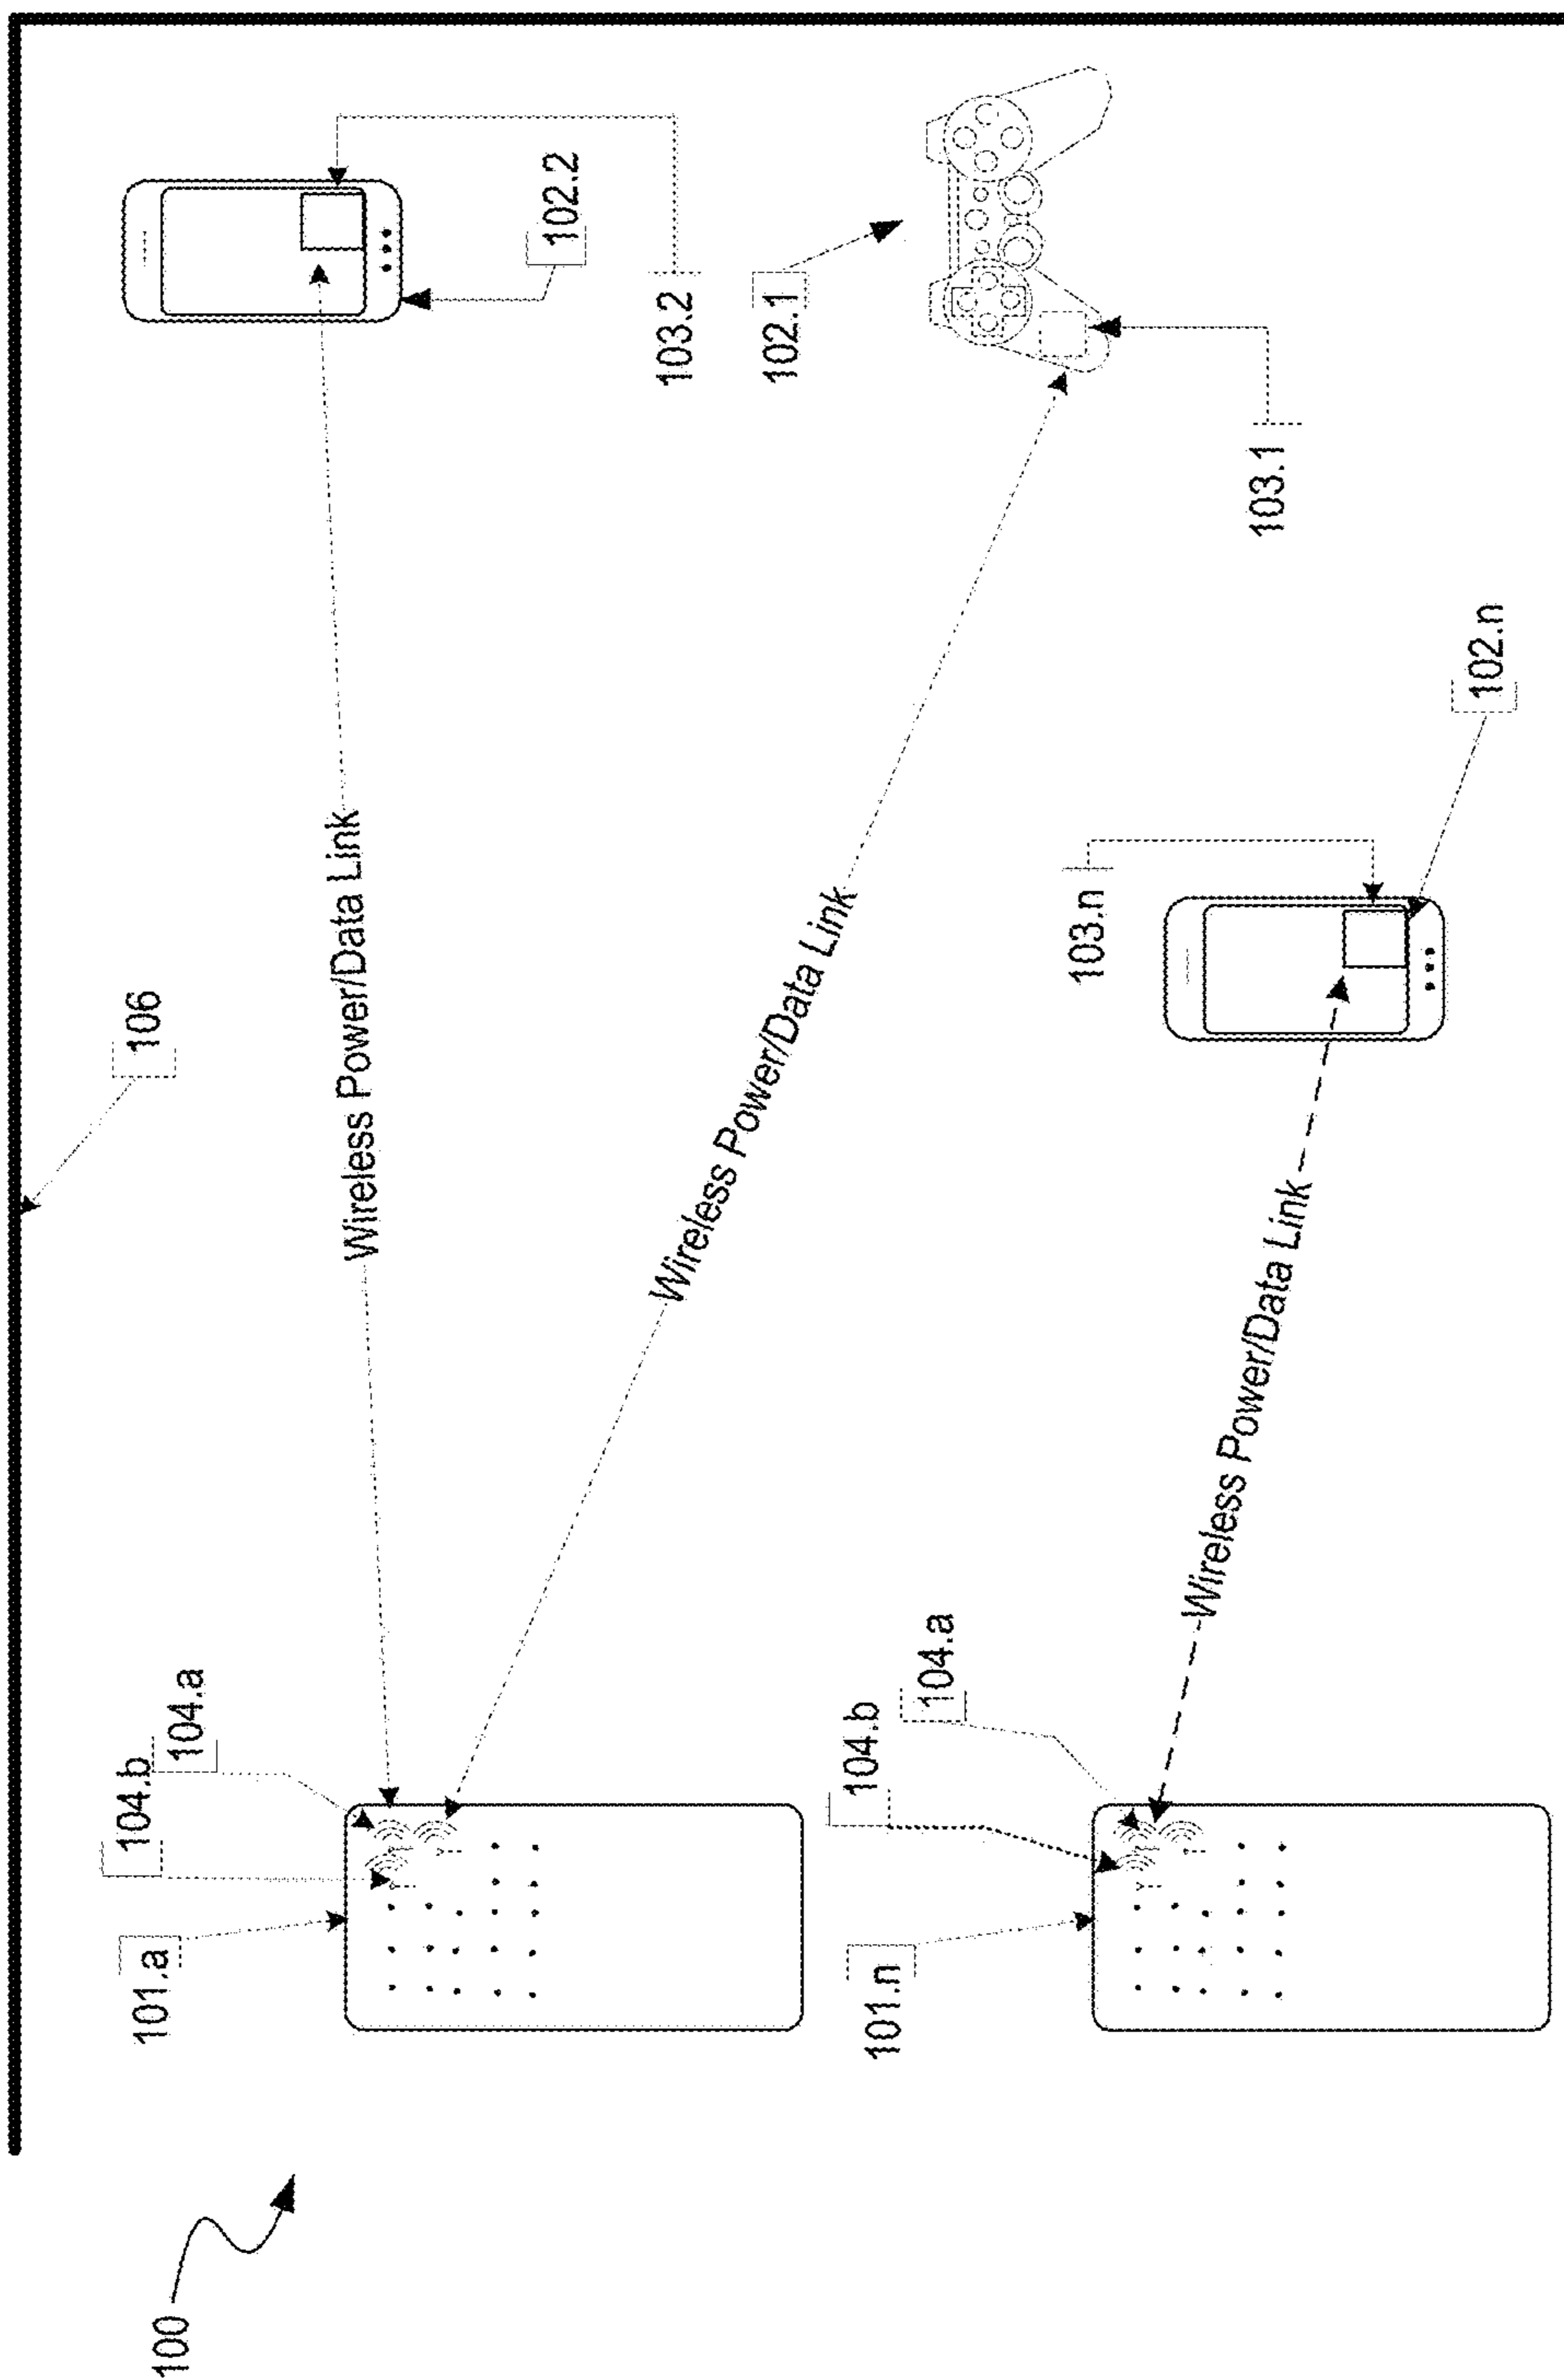 100
101.a
104.b
104.a
106
Wireless Power/Data Link
102.2
103.2
Wireless Power/Data Link
102.1
101.n
104.b
104.a
103.n
Wireless Power/Data Link
103.1
102.n